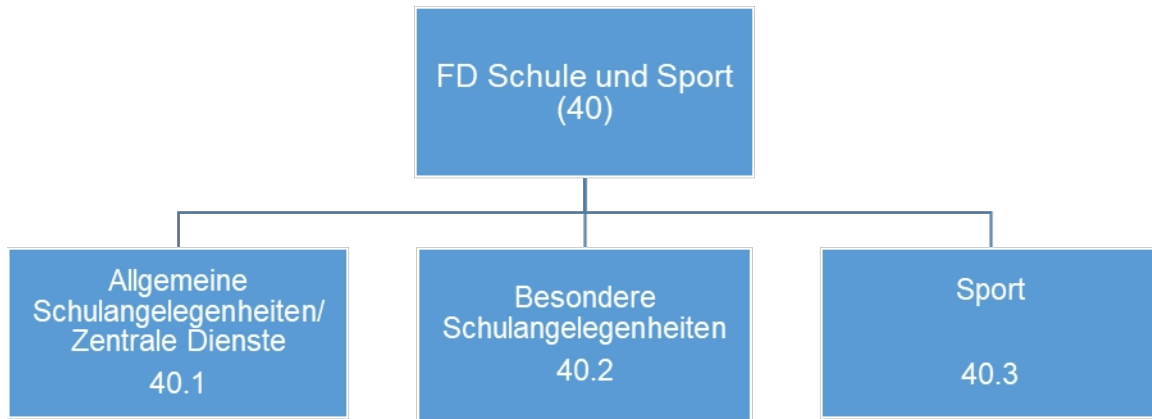 FD Schule und Sport
(40)
Allgemeine
Schulangelegenheiten/
Zentrale Dienste
40.1
Besondere
Schulangelegenheiten
40.2
Sport
40.3